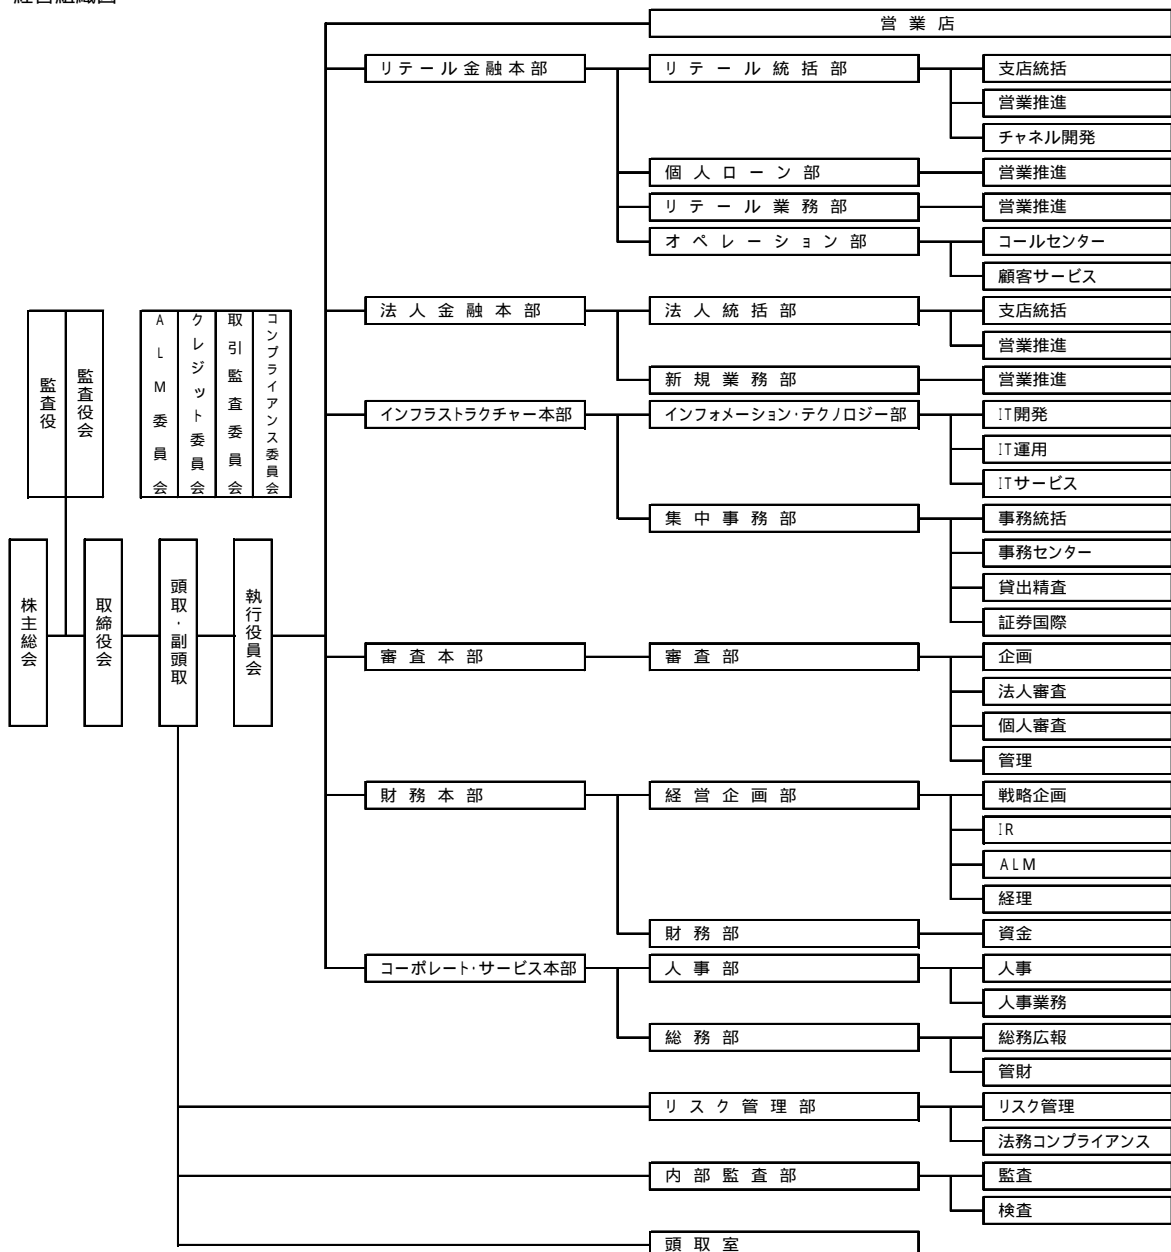 経営組織図
営業店
リテール金融本部
リテール統括部
支店統括
営業推進
チャネル開発
個人ローン部
営業推進
リテール業務部
営業推進
オペレーション部
コールセンター
顧客サービス
法人金融本部
法人統括部
支店統括
営業推進
新規業務部
営業推進
監査役
監査役会
ALM委員会
クレジット委員会
取引監査委員会
コンプライアンス委員会
インフラストラクチャー本部
インフォメーション・テクノロジー部
IT開発
IT運用
ITサービス
集中事務部
事務統括
事務センター
貸出精査
証券国際
株主総会
取締役会
頭取・副頭取
執行役員会
審査本部
審査部
企画
法人審査
個人審査
管理
財務本部
経営企画部
戦略企画
IR
ALM
経理
財務部
資金
コーポレート・サービス本部
人事部
人事
人事業務
総務部
総務広報
管財
リスク管理部
リスク管理
法務コンプライアンス
内部監査部
監査
検査
頭取室